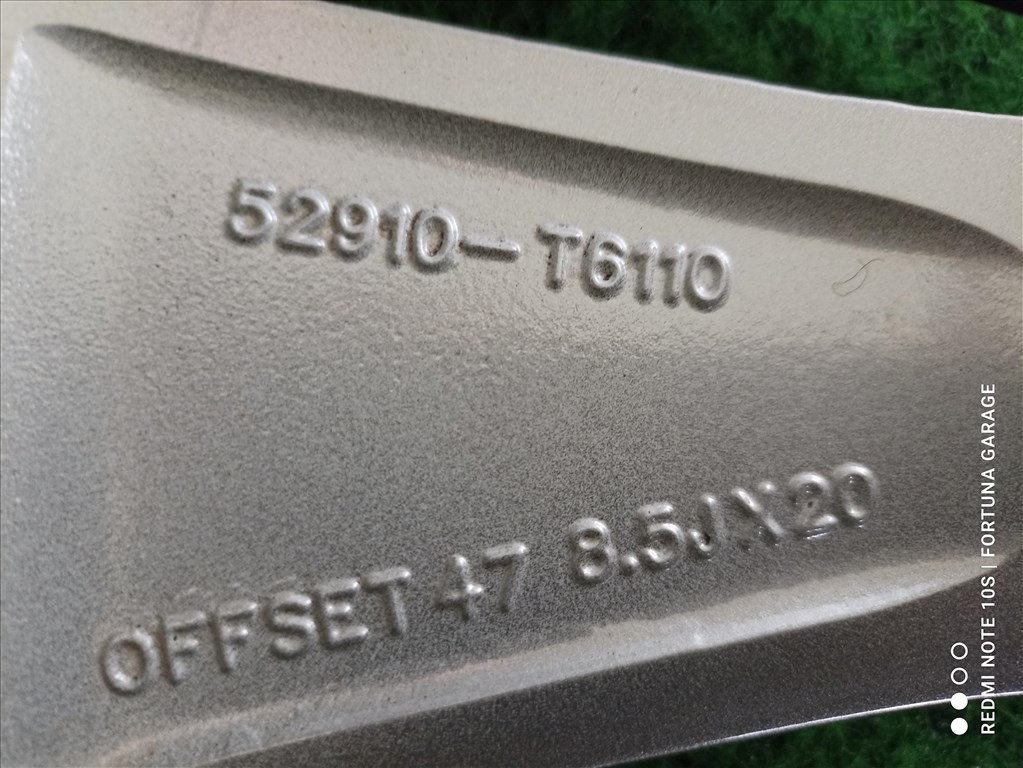 52910-T6110
OFFSET 47 8.5JX20
REDMI NOTE 10S | FORTUNA GARAGE